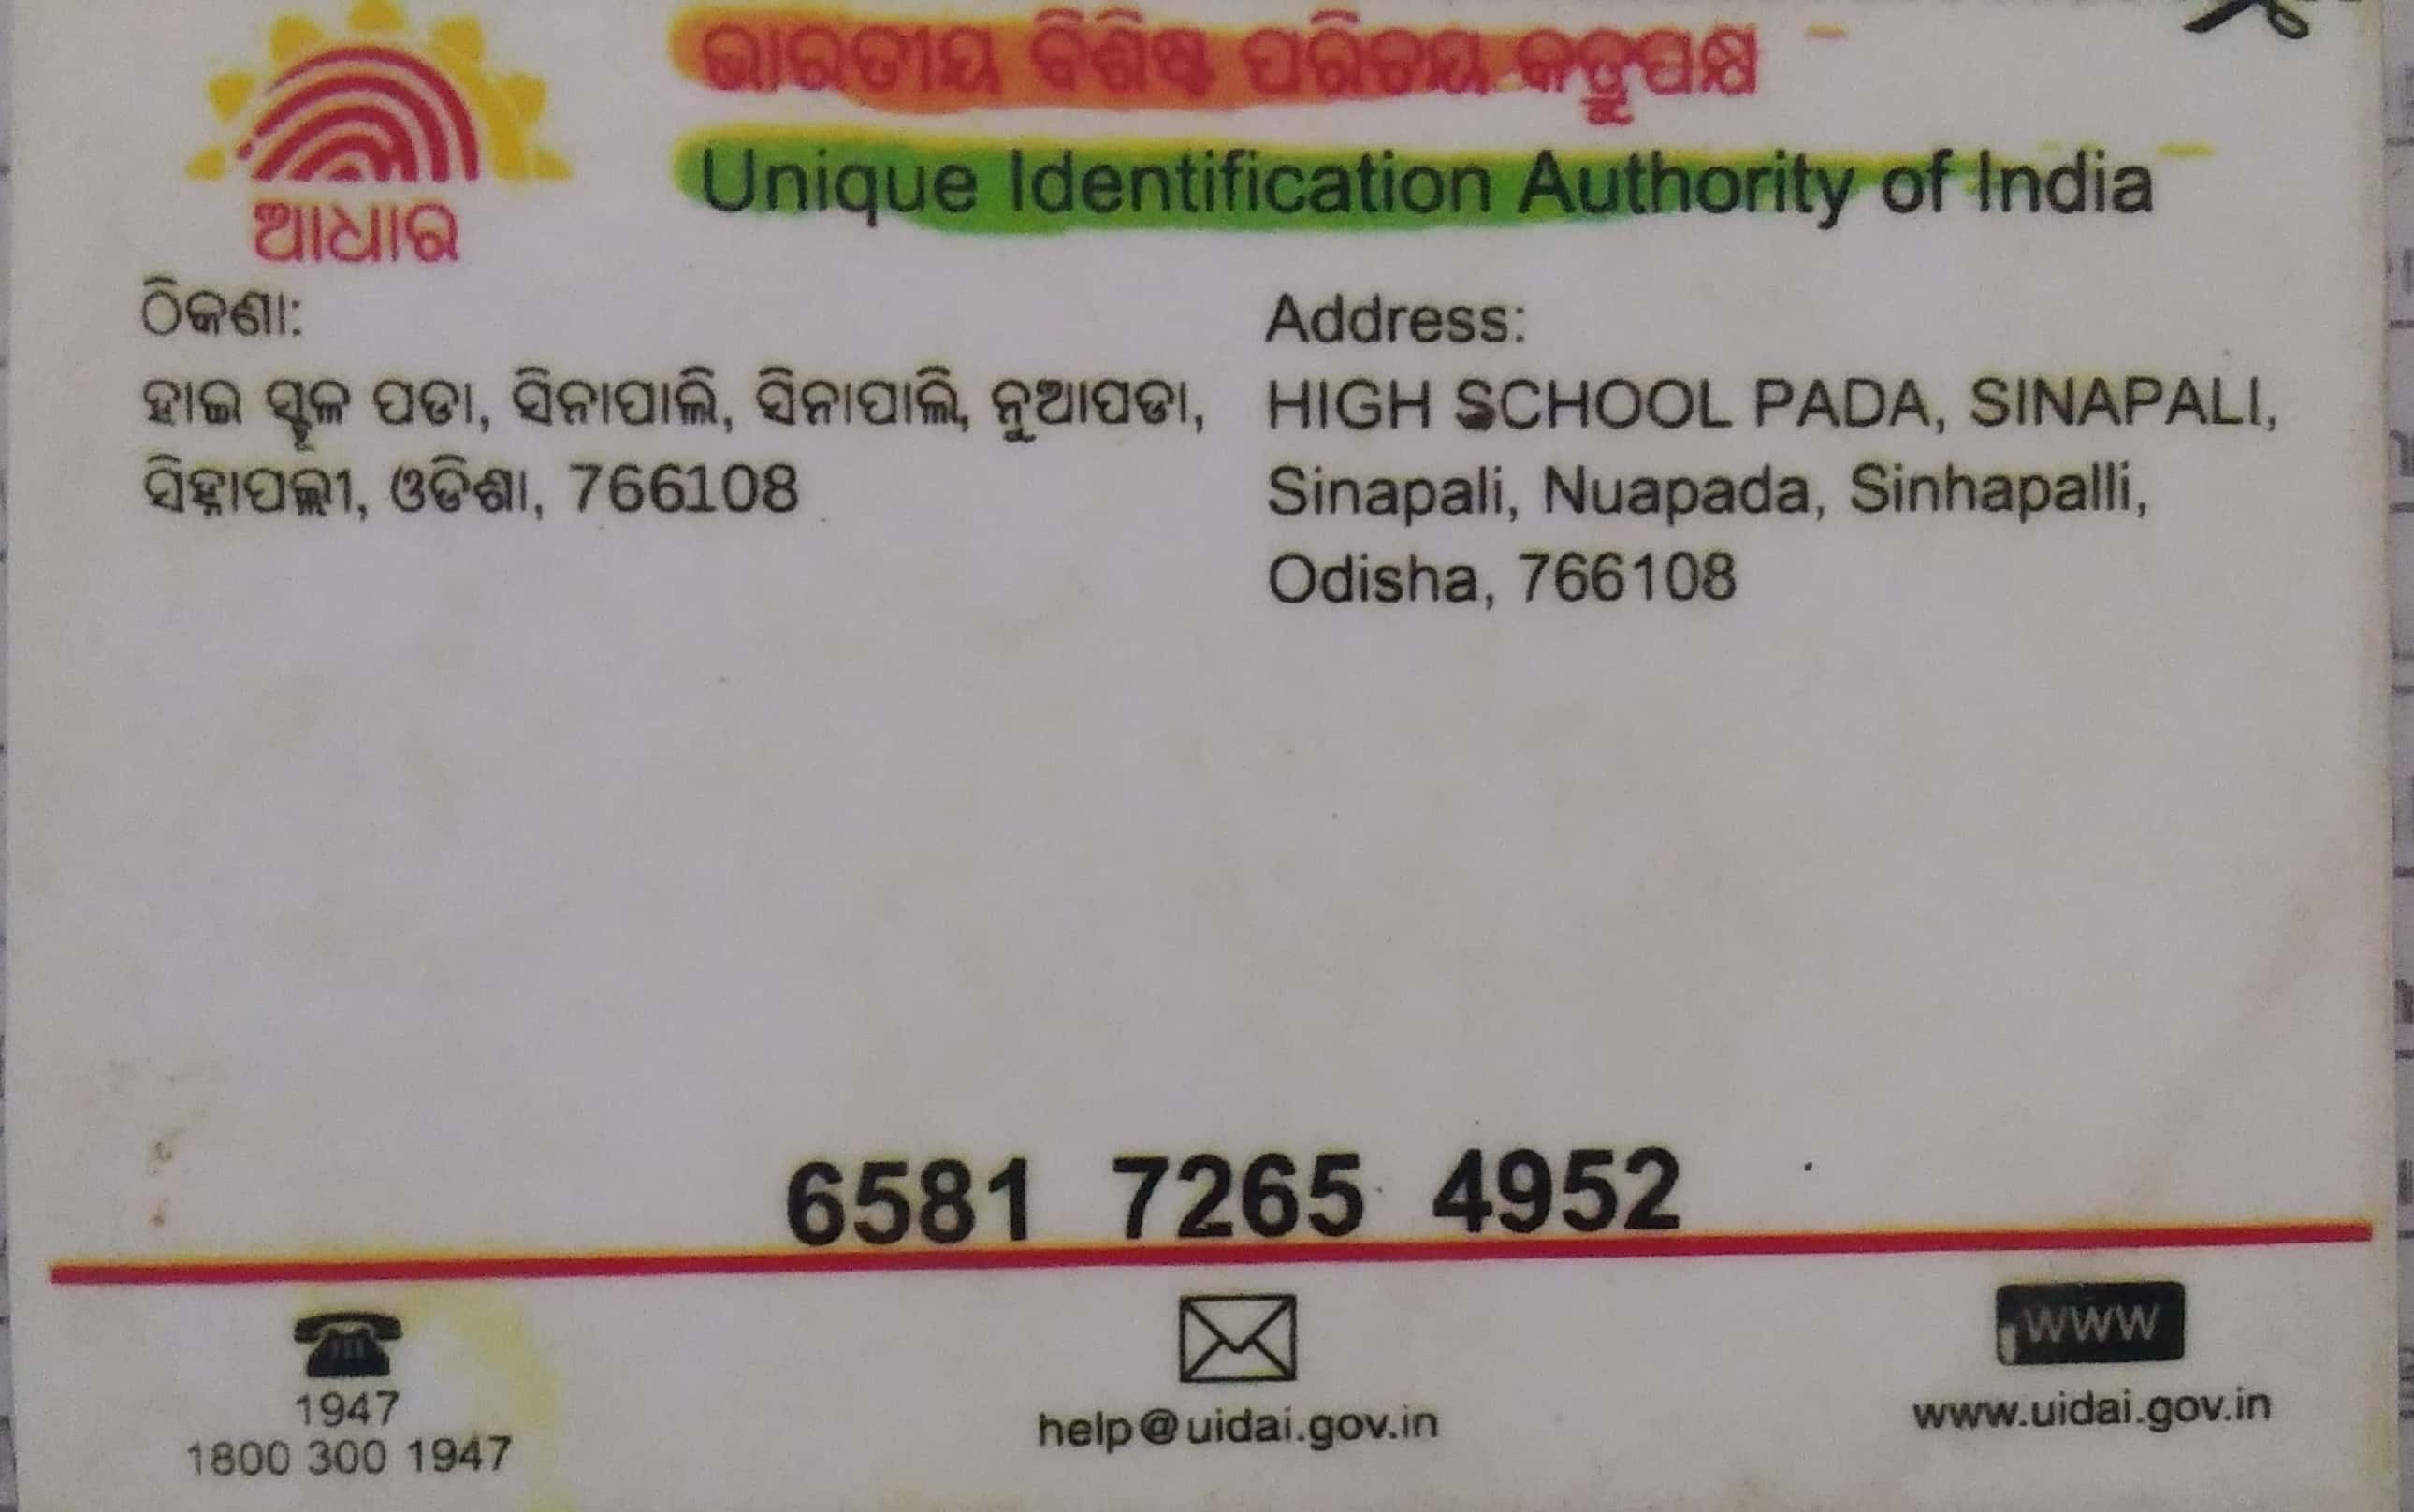 ଭାରତୀୟ ବିଶିଷ୍ଟ ପରିଚୟ କର୍ତ୍ତୃପକ୍ଷ
Unique Identification Authority of India
ଆଧାର
ଠିକଣା:
ହାଇ ସ୍କୁଳ ପଡା, ସିନାପାଲି, ସିନାପାଲି, ନୁଆପଡା,
ସିହ୍ନାପଲ୍ଲୀ, ଓଡିଶା, 766108
Address:
HIGH SCHOOL PADA, SINAPALI,
Sinapali, Nuapada, Sinhapalli,
Odisha, 766108
6581 7265 4952
1947
1800 300 1947
help@uidai.gov.in
WWW
www.uidai.gov.in